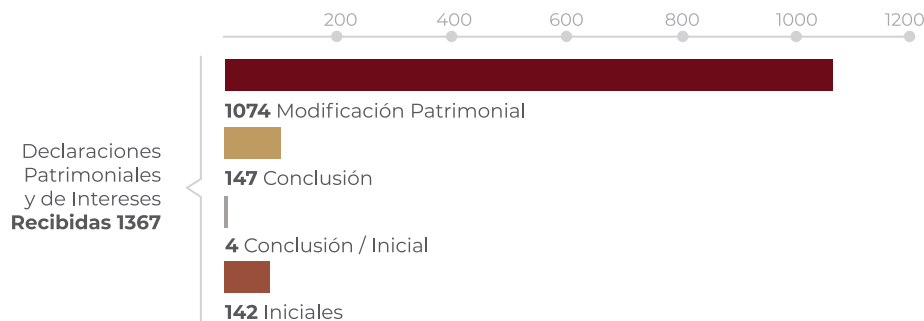 200 400 600 800 1000 1200
1074 Modificación Patrimonial
147 Conclusión
Declaraciones
Patrimoniales
y de Intereses
Recibidas 1367
4 Conclusión / Inicial
142 Iniciales